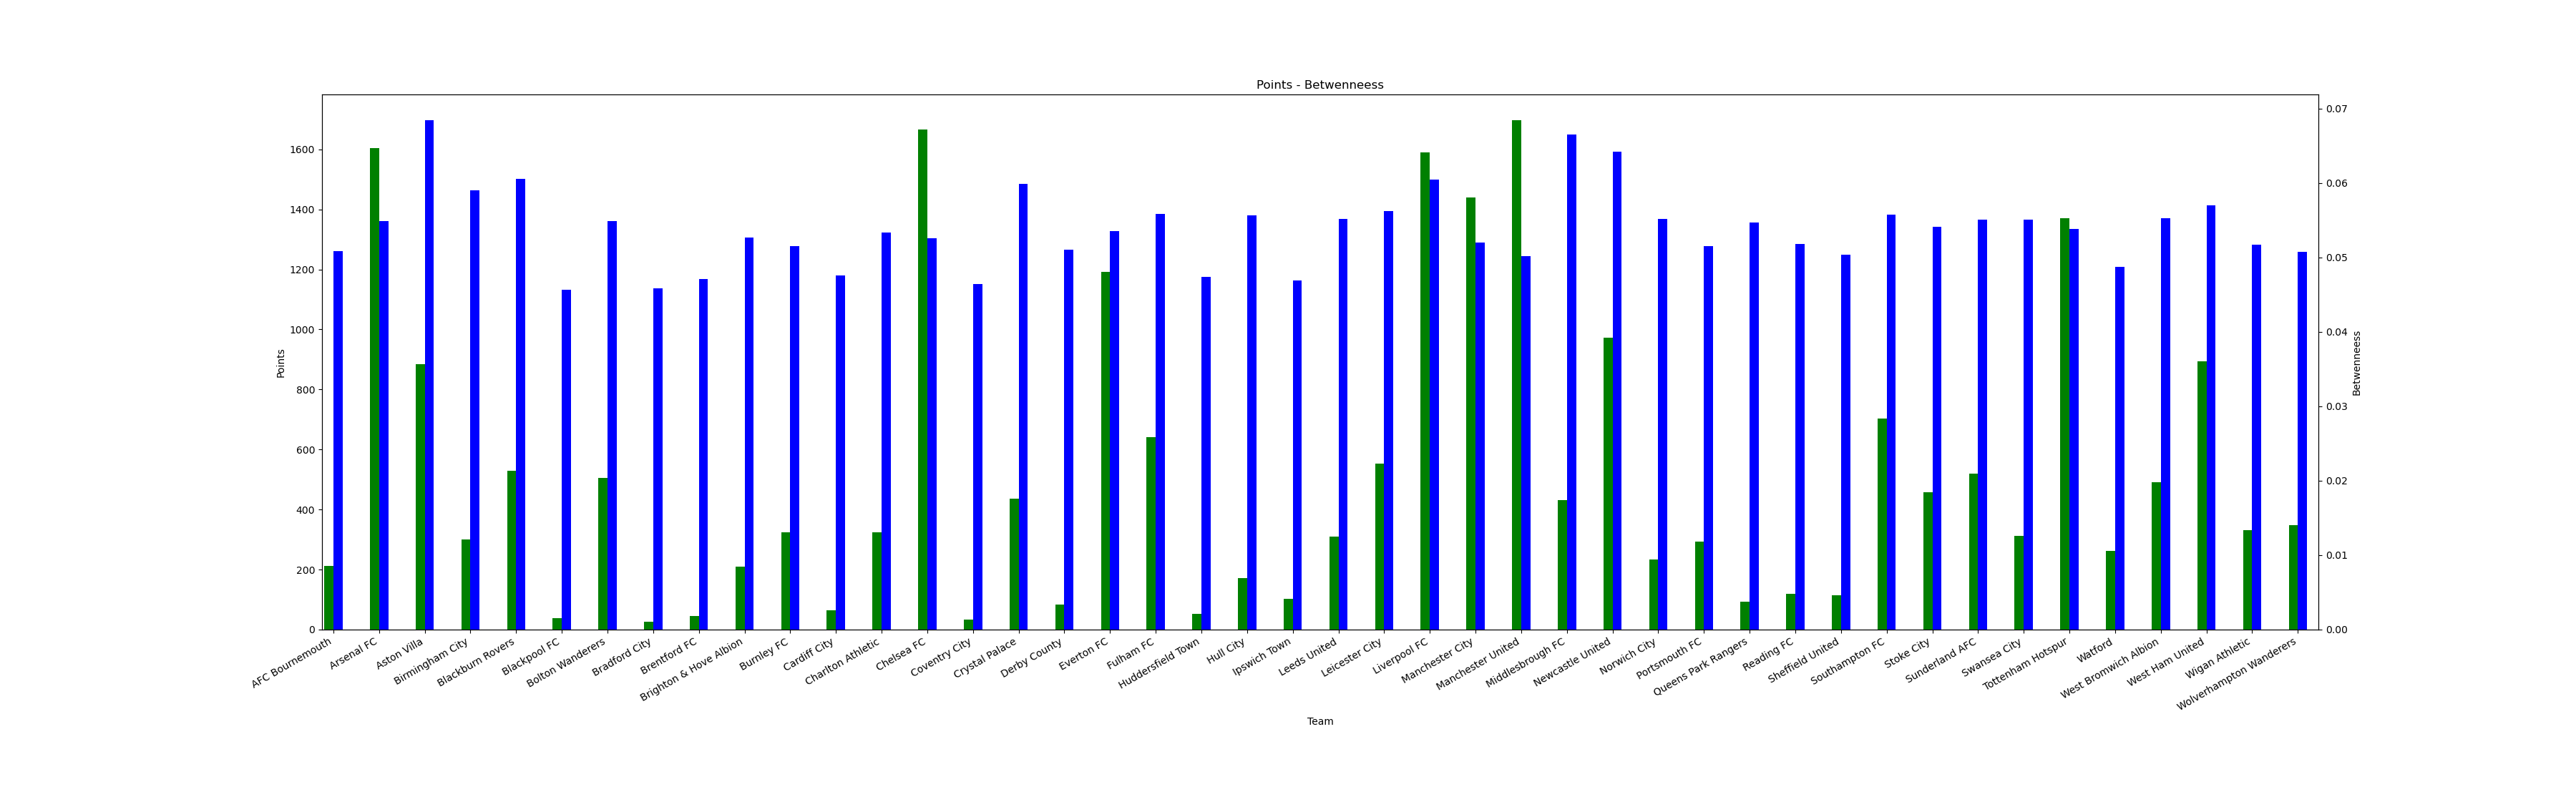 Points - Betwenneess
1600
1400
1200
1000
800
600
400
200
0
Points
0.07
0.06
0.05
0.04
0.03
0.02
0.01
0.00
Betwenneess
AFC Bournemouth
Arsenal FC
Aston Villa
Birmingham City
Blackburn Rovers
Blackpool FC
Bolton Wanderers
Bradford City
Brentford FC
Brighton & Hove Albion
Burnley FC
Cardiff City
Charlton Athletic
Chelsea FC
Coventry City
Crystal Palace
Derby County
Everton FC
Fulham FC
Huddersfield Town
Hull City
Ipswich Town
Leeds United
Leicester City
Liverpool FC
Manchester City
Manchester United
Middlesbrough FC
Newcastle United
Norwich City
Portsmouth FC
Queens Park Rangers
Reading FC
Sheffield United
Southampton FC
Stoke City
Sunderland AFC
Swansea City
Tottenham Hotspur
Watford
West Bromwich Albion
West Ham United
Wigan Athletic
Wolverhampton Wanderers
Team